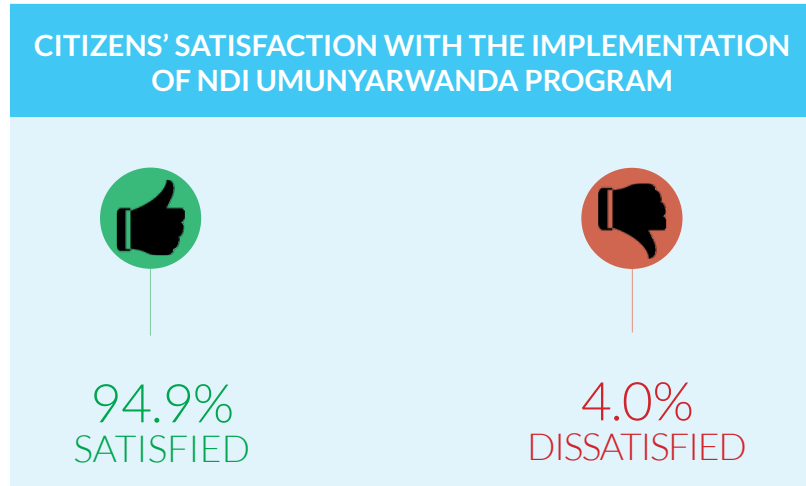 CITIZENS’ SATISFACTION WITH THE IMPLEMENTATION
OF NDI UMUNYARWANDA PROGRAM
94.9%
SATISFIED
4.0%
DISSATISFIED